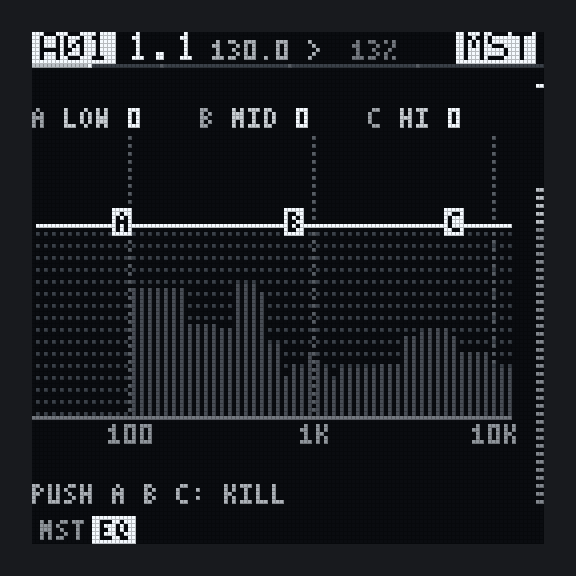 A01 1.1 130.0 > 13% MST
A LOW 0 B MID 0 C HI 0
A B C
100 1K 10K
PUSH A B C: KILL
MST EQ